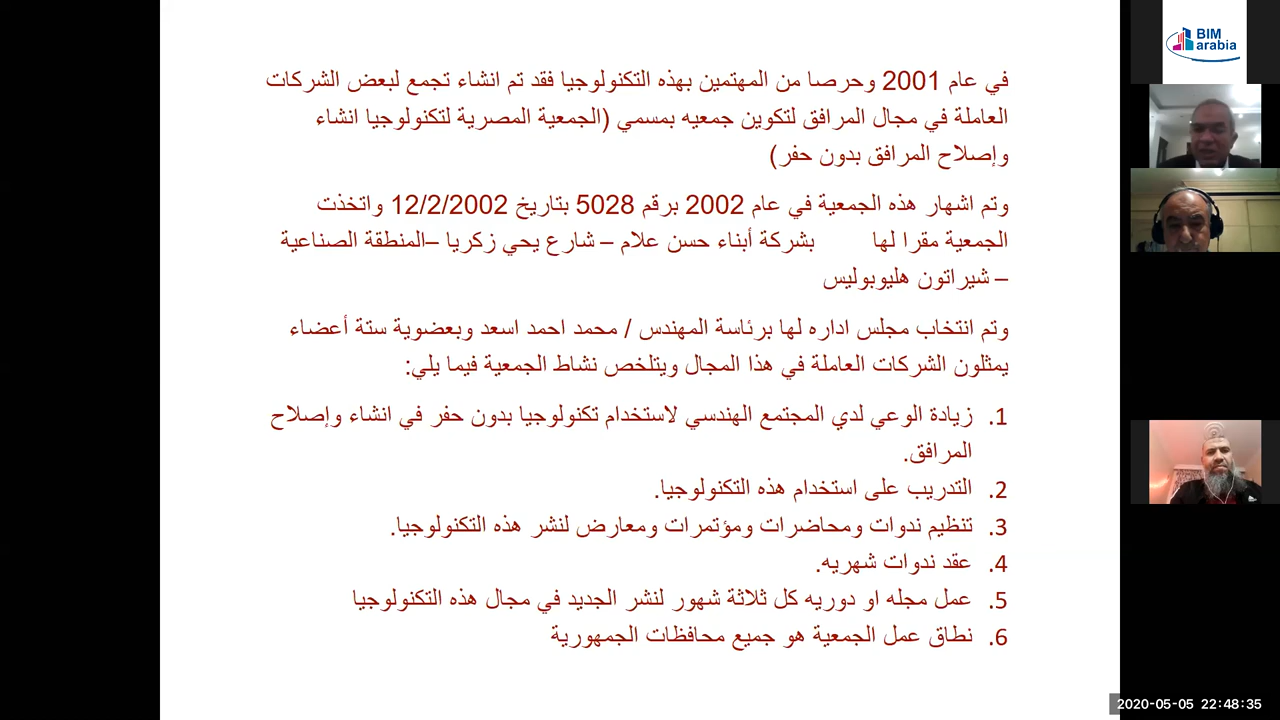 في عام 2001 وحرصا من المهتمين بهذه التكنولوجيا فقد تم انشاء تجمع لبعض الشركات
العاملة في مجال المرافق لتكوين جمعيه بمسمي (الجمعية المصرية لتكنولوجيا انشاء
وإصلاح المرافق بدون حفر)
وتم اشهار هذه الجمعية في عام 2002 برقم 5028 بتاريخ 12/2/2002 واتخذت
الجمعية مقرا لها بشركة أبناء حسن علام – شارع يحي زكريا –المنطقة الصناعية
– شيراتون هليوبوليس
وتم انتخاب مجلس اداره لها برئاسة المهندس / محمد احمد اسعد وبعضوية ستة أعضاء
يمثلون الشركات العاملة في هذا المجال ويتلخص نشاط الجمعية فيما يلي:
1. زيادة الوعي لدي المجتمع الهندسي لاستخدام تكنولوجيا بدون حفر في انشاء وإصلاح
المرافق.
2. التدريب على استخدام هذه التكنولوجيا.
3. تنظيم ندوات ومحاضرات ومؤتمرات ومعارض لنشر هذه التكنولوجيا.
4. عقد ندوات شهريه.
5. عمل مجله او دوريه كل ثلاثة شهور لنشر الجديد في مجال هذه التكنولوجيا
6. نطاق عمل الجمعية هو جميع محافظات الجمهورية
BIM
arabia
2020-05-05 22:48:35